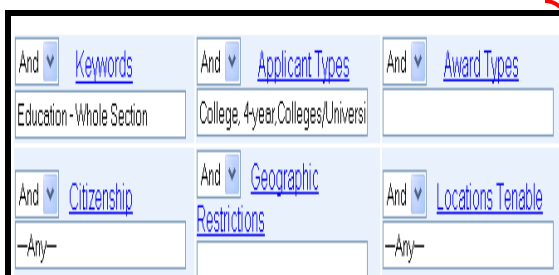 And Keywords And Applicant Types And Award Types
Education - Whole Section College, 4-year,Colleges/Universi
And Citizenship And Geographic Restrictions And Locations Tenable
—Any— —Any—